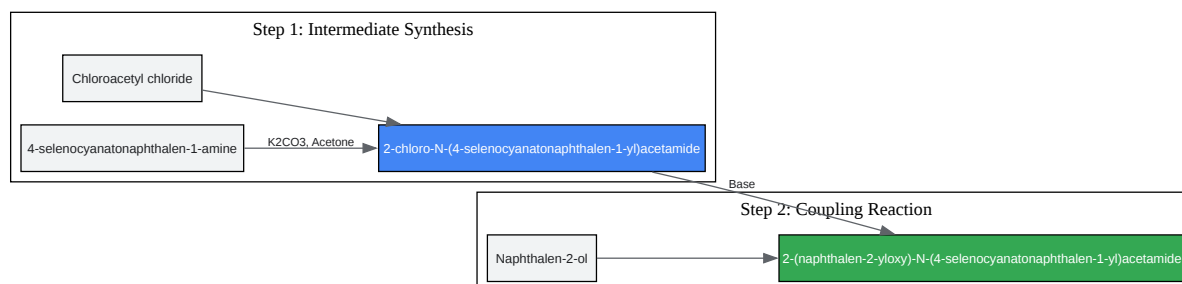 Step 1: Intermediate Synthesis
Chloroacetyl chloride
4-selenocyanatonaphthalen-1-amine
K2CO3, Acetone
2-chloro-N-(4-selenocyanatonaphthalen-1-yl)acetamide
Base
Step 2: Coupling Reaction
Naphthalen-2-ol
2-(naphthalen-2-yloxy)-N-(4-selenocyanatonaphthalen-1-yl)acetamide